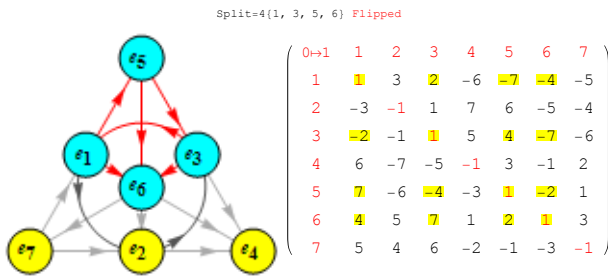 Split=4{1, 3, 5, 6} Flipped
e5
e1
e3
e6
e7
e2
e4
0↦1 1 2 3 4 5 6 7
1 1 3 2 −6 −7 −4 −5
2 −3 −1 1 7 6 −5 −4
3 −2 −1 1 5 4 −7 −6
4 6 −7 −5 −1 3 −1 2
5 7 −6 −4 −3 1 −2 1
6 4 5 7 1 2 1 3
7 5 4 6 −2 −1 −3 −1